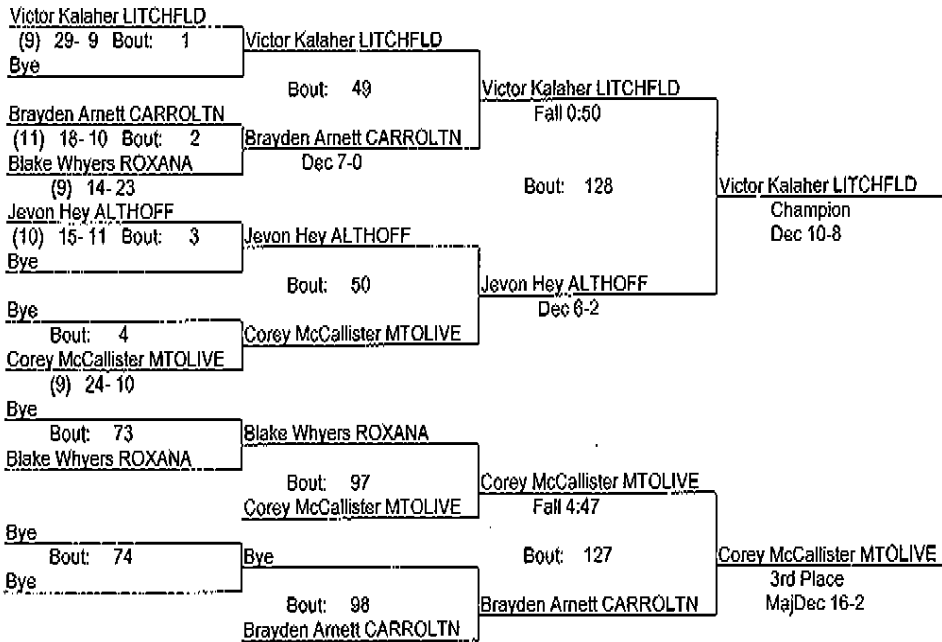 Victor Kalaher LITCHFLD
(9) 29- 9 Bout: 1
Bye
Victor Kalaher LITCHFLD
Bout: 49
Brayden Arnett CARROLTN
(11) 18- 10 Bout: 2
Blake Whyers ROXANA
(9) 14- 23
Brayden Arnett CARROLTN
Dec 7-0
Victor Kalaher LITCHFLD
Fall 0:50
Bout: 128
Jevon Hey ALTHOFF
(10) 15- 11 Bout: 3
Bye
Jevon Hey ALTHOFF
Bout: 50
Bye
Bout: 4
Corey McCallister MTOLIVE
(9) 24- 10
Corey McCallister MTOLIVE
Jevon Hey ALTHOFF
Dec 6-2
Victor Kalaher LITCHFLD
Champion
Dec 10-8
Bye
Bout: 73
Blake Whyers ROXANA
Blake Whyers ROXANA
Bout: 97
Corey McCallister MTOLIVE
Corey McCallister MTOLIVE
Fall 4:47
Bout: 127
Bye
Bout: 74
Bye
Bye
Bout: 98
Brayden Arnett CARROLTN
Brayden Arnett CARROLTN
Corey McCallister MTOLIVE
3rd Place
MajDec 16-2